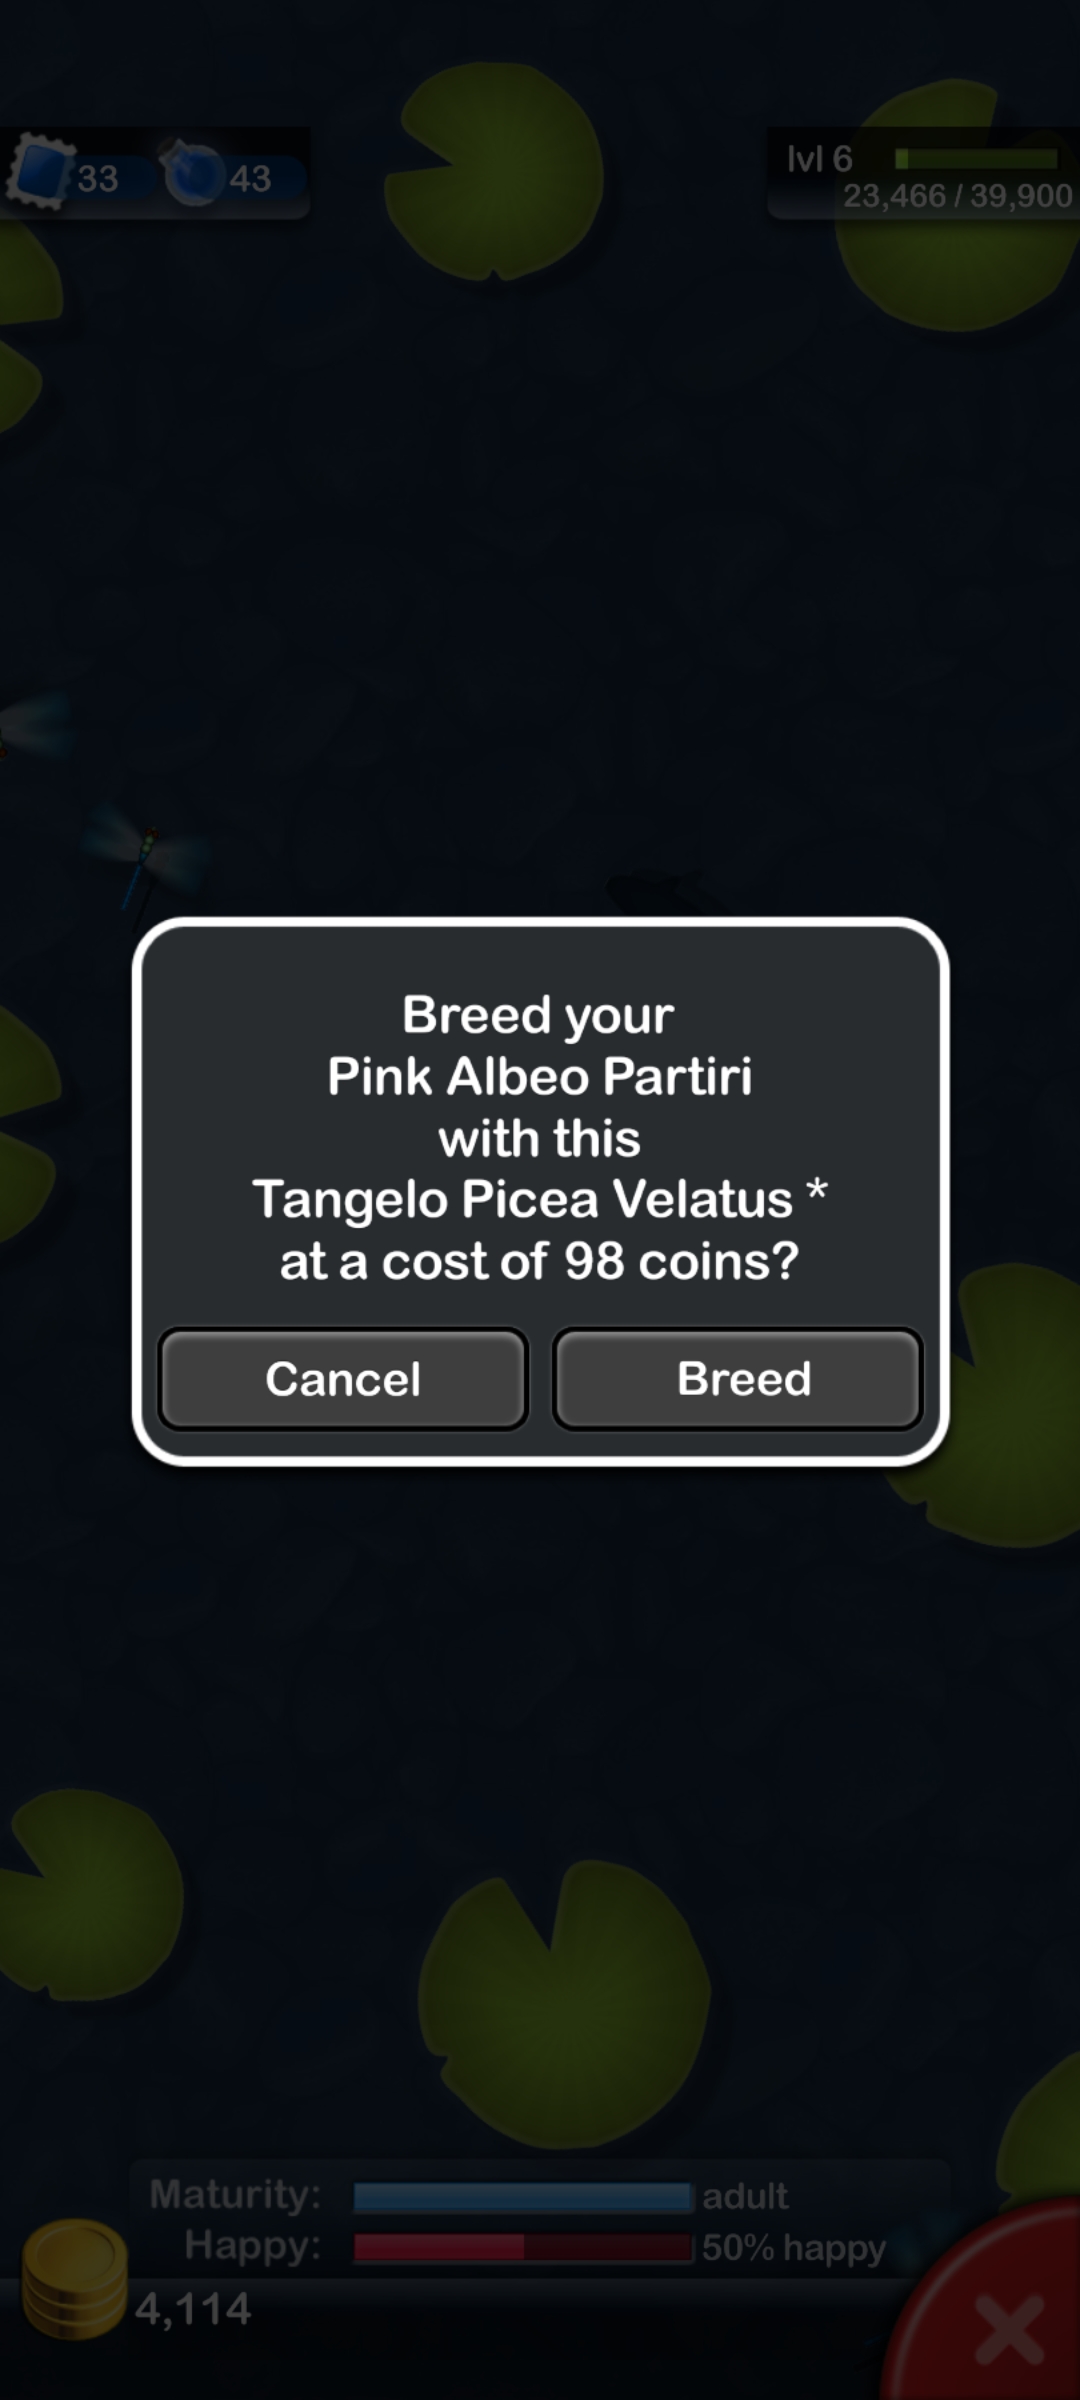 33
43
lvl 6
23,466 / 39,900
Breed your
Pink Albeo Partiri
with this
Tangelo Picea Velatus *
at a cost of 98 coins?
Cancel
Breed
Maturity:
adult
Happy:
50% happy
4,114